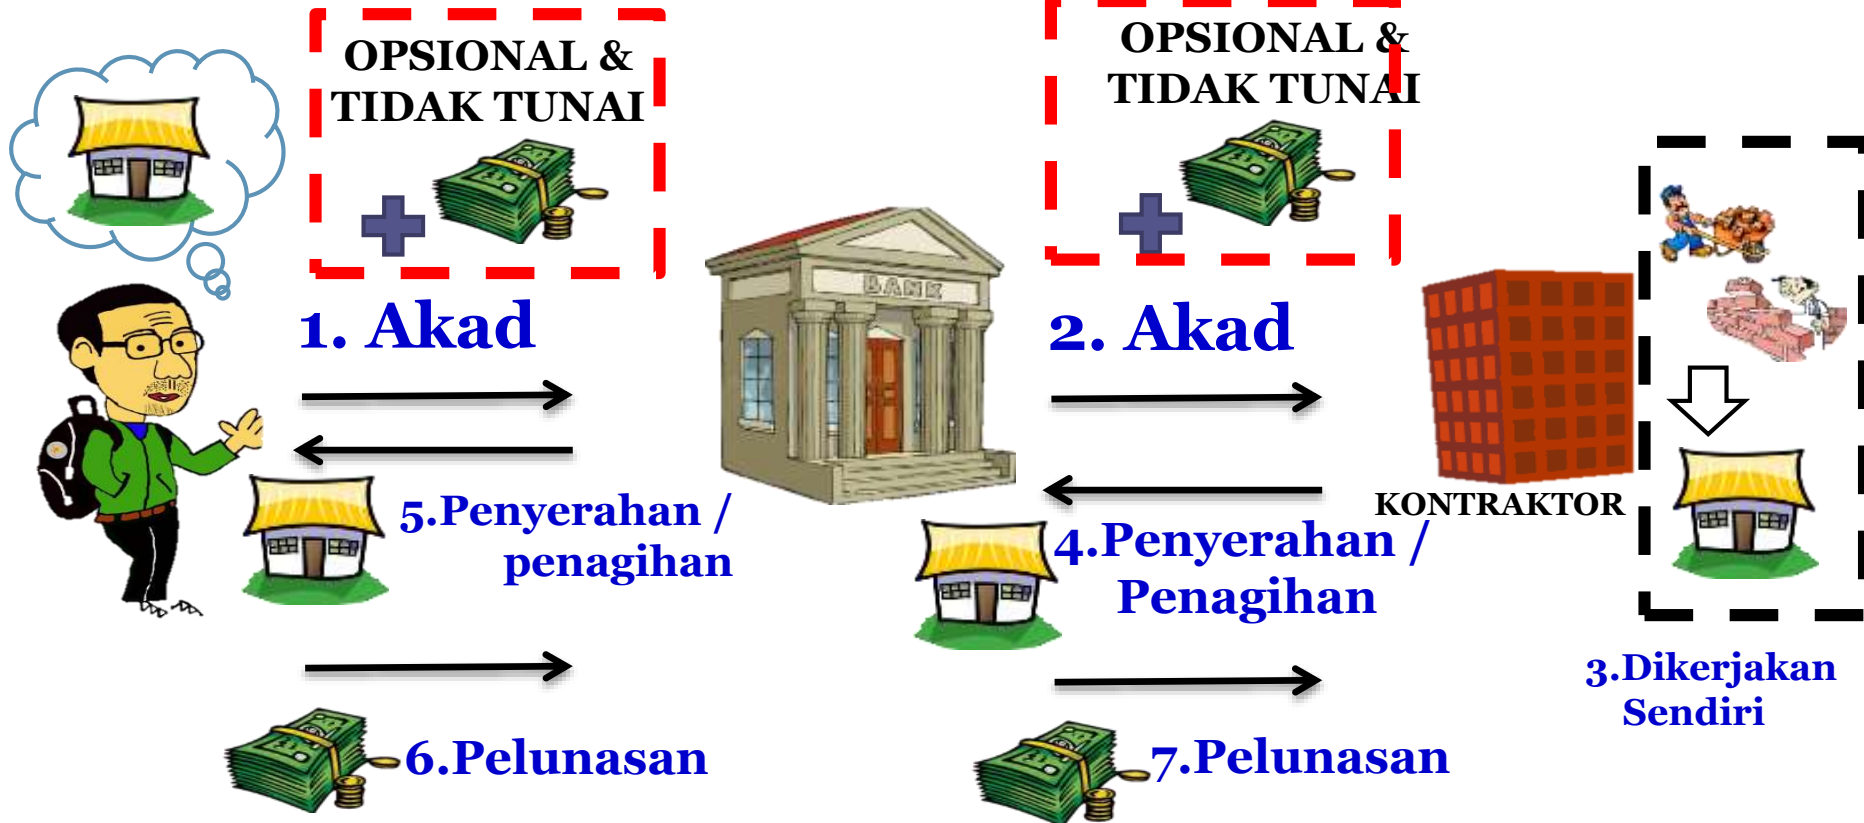 OPSIONAL &
TIDAK TUNAI
OPSIONAL &
TIDAK TUNAI
BANK
1. Akad
2. Akad
KONTRAKTOR
5.Penyerahan /
penagihan
4.Penyerahan /
Penagihan
3.Dikerjakan
Sendiri
6.Pelunasan
7.Pelunasan